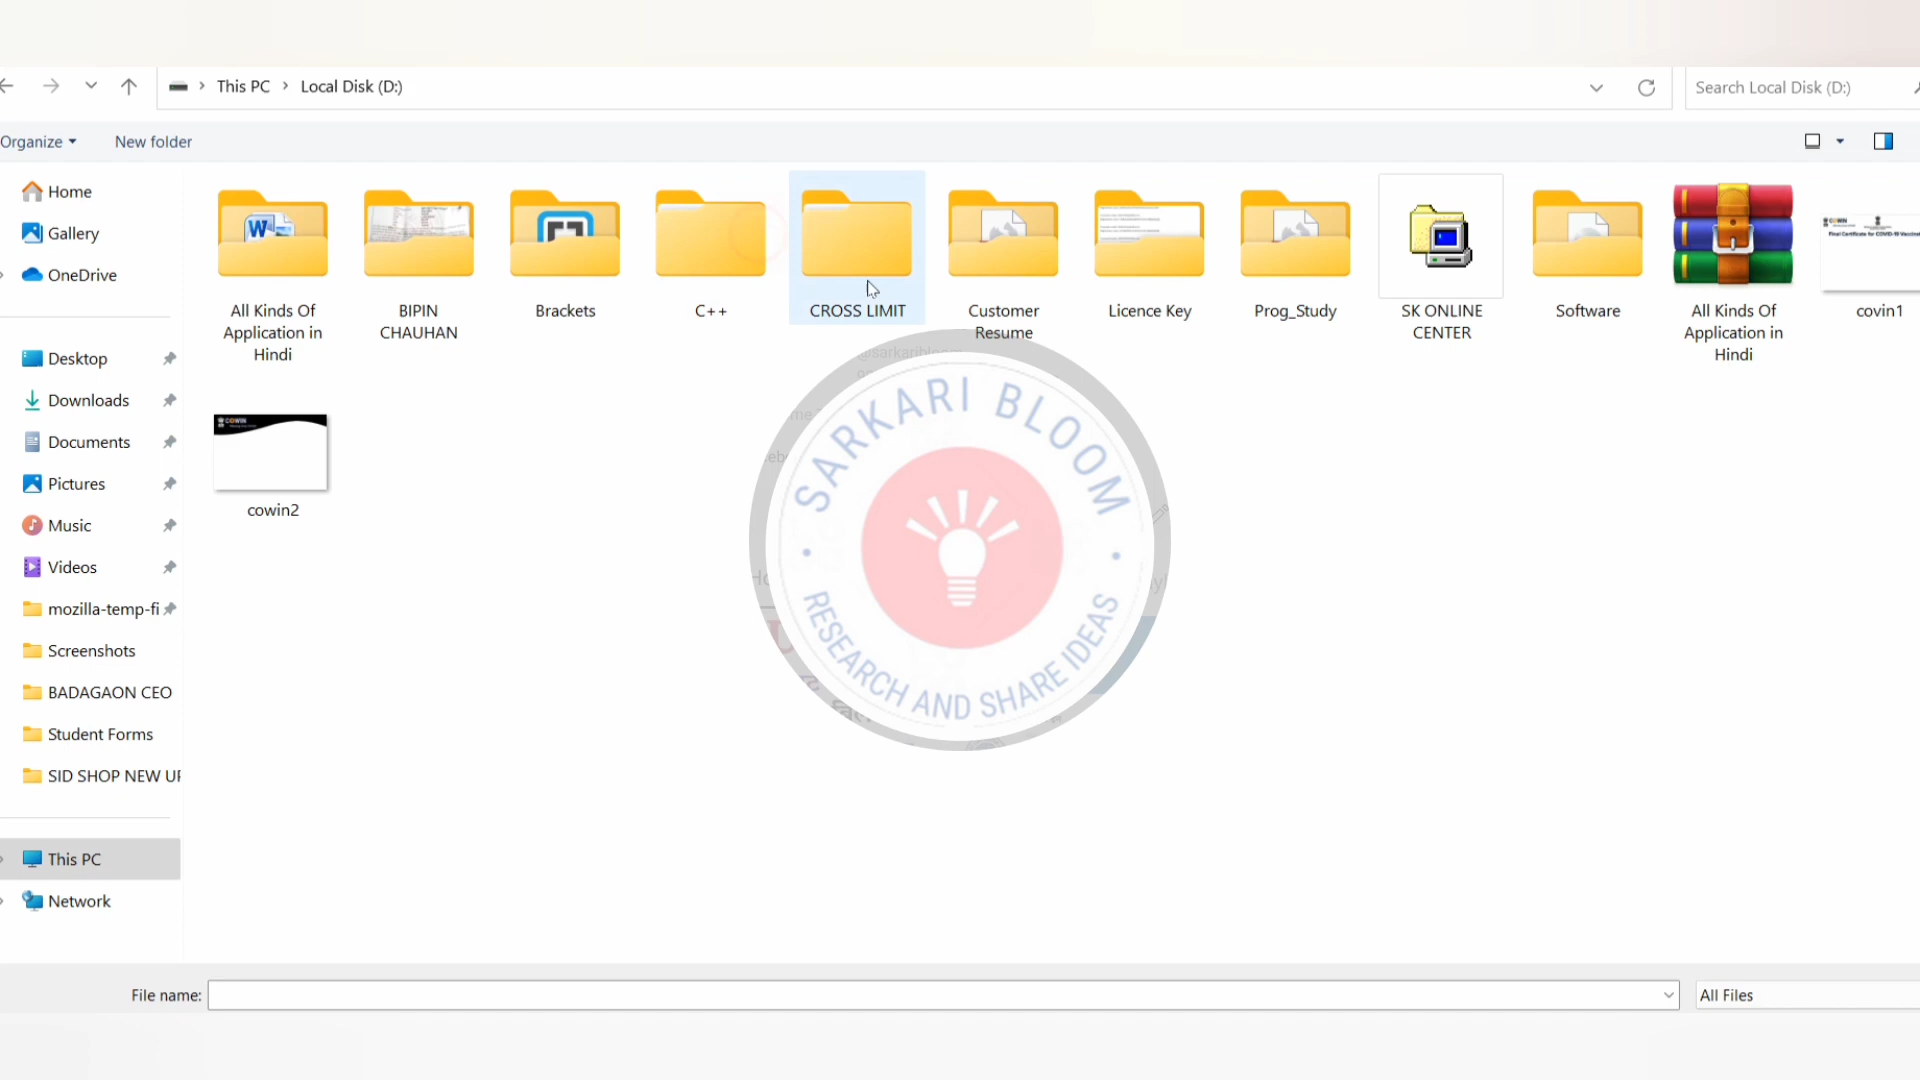 This PC > Local Disk (D:)
Search Local Disk (D:)
Organize
New folder
Home
Gallery
OneDrive
Desktop
Downloads
Documents
Pictures
Music
Videos
mozilla-temp-fi
Screenshots
BADAGAON CEO
Student Forms
SID SHOP NEW UP
This PC
Network
All Kinds Of
Application in
Hindi
BIPIN
CHAUHAN
Brackets
C++
CROSS LIMIT
Customer
Resume
Licence Key
Prog_Study
SK ONLINE
CENTER
Software
All Kinds Of
Application in
Hindi
covin1
cowin2
SARKARI BLOOM
RESEARCH AND SHARE IDEAS
File name:
All Files